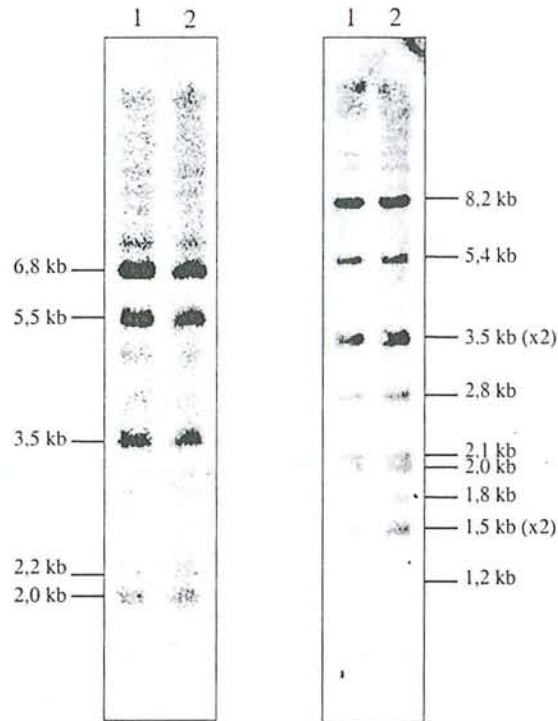 1 2
6,8 kb
5,5 kb
3,5 kb
2,2 kb
2,0 kb
1 2
8,2 kb
5,4 kb
3.5 kb (x2)
2,8 kb
2.1 kb
2,0 kb
1,8 kb
1,5 kb (x2)
1,2 kb